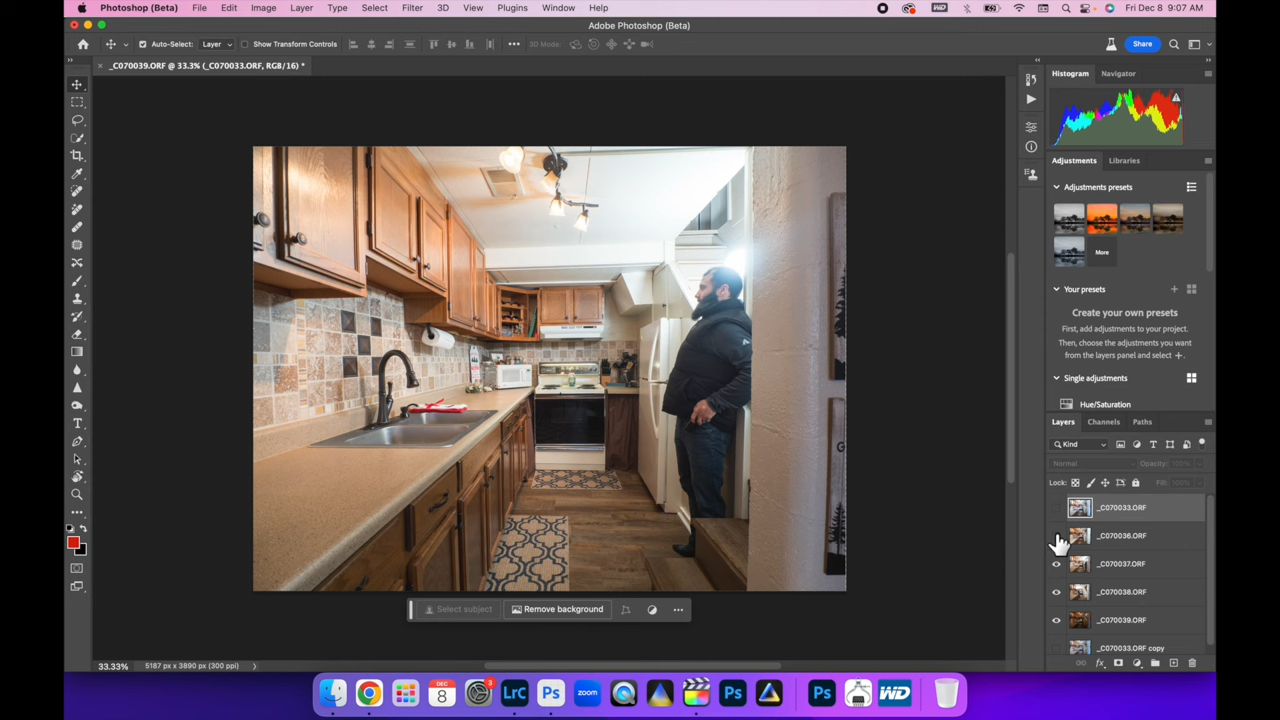 Photoshop (Beta) File Edit Image Layer Type Select Filter 3D View Plugins Window Help WD Fri Dec 8 9:07 AM
Adobe Photoshop (Beta)
Auto-Select: Layer Show Transform Controls 3D Mode: Share
_C070039.ORF @ 33.3% (_C070033.ORF, RGB/16) *
Histogram Navigator
Adjustments Libraries
Adjustments presets
More
Your presets
Create your own presets
First, add adjustments to your project.
Then, choose the adjustments you
want from the layers panel and select +.
Single adjustments
Hue/Saturation
Layers Channels Paths
Kind
Normal Opacity: 100%
Lock: Fill: 100%
_C070033.ORF
_C070036.ORF
_C070037.ORF
_C070038.ORF
_C070039.ORF
_C070033.ORF copy
Select subject Remove background
33.33% 5187 px x 3890 px (300 ppi)
DEC
8
3
LrC
Ps
zoom
Ps
Ps
WD